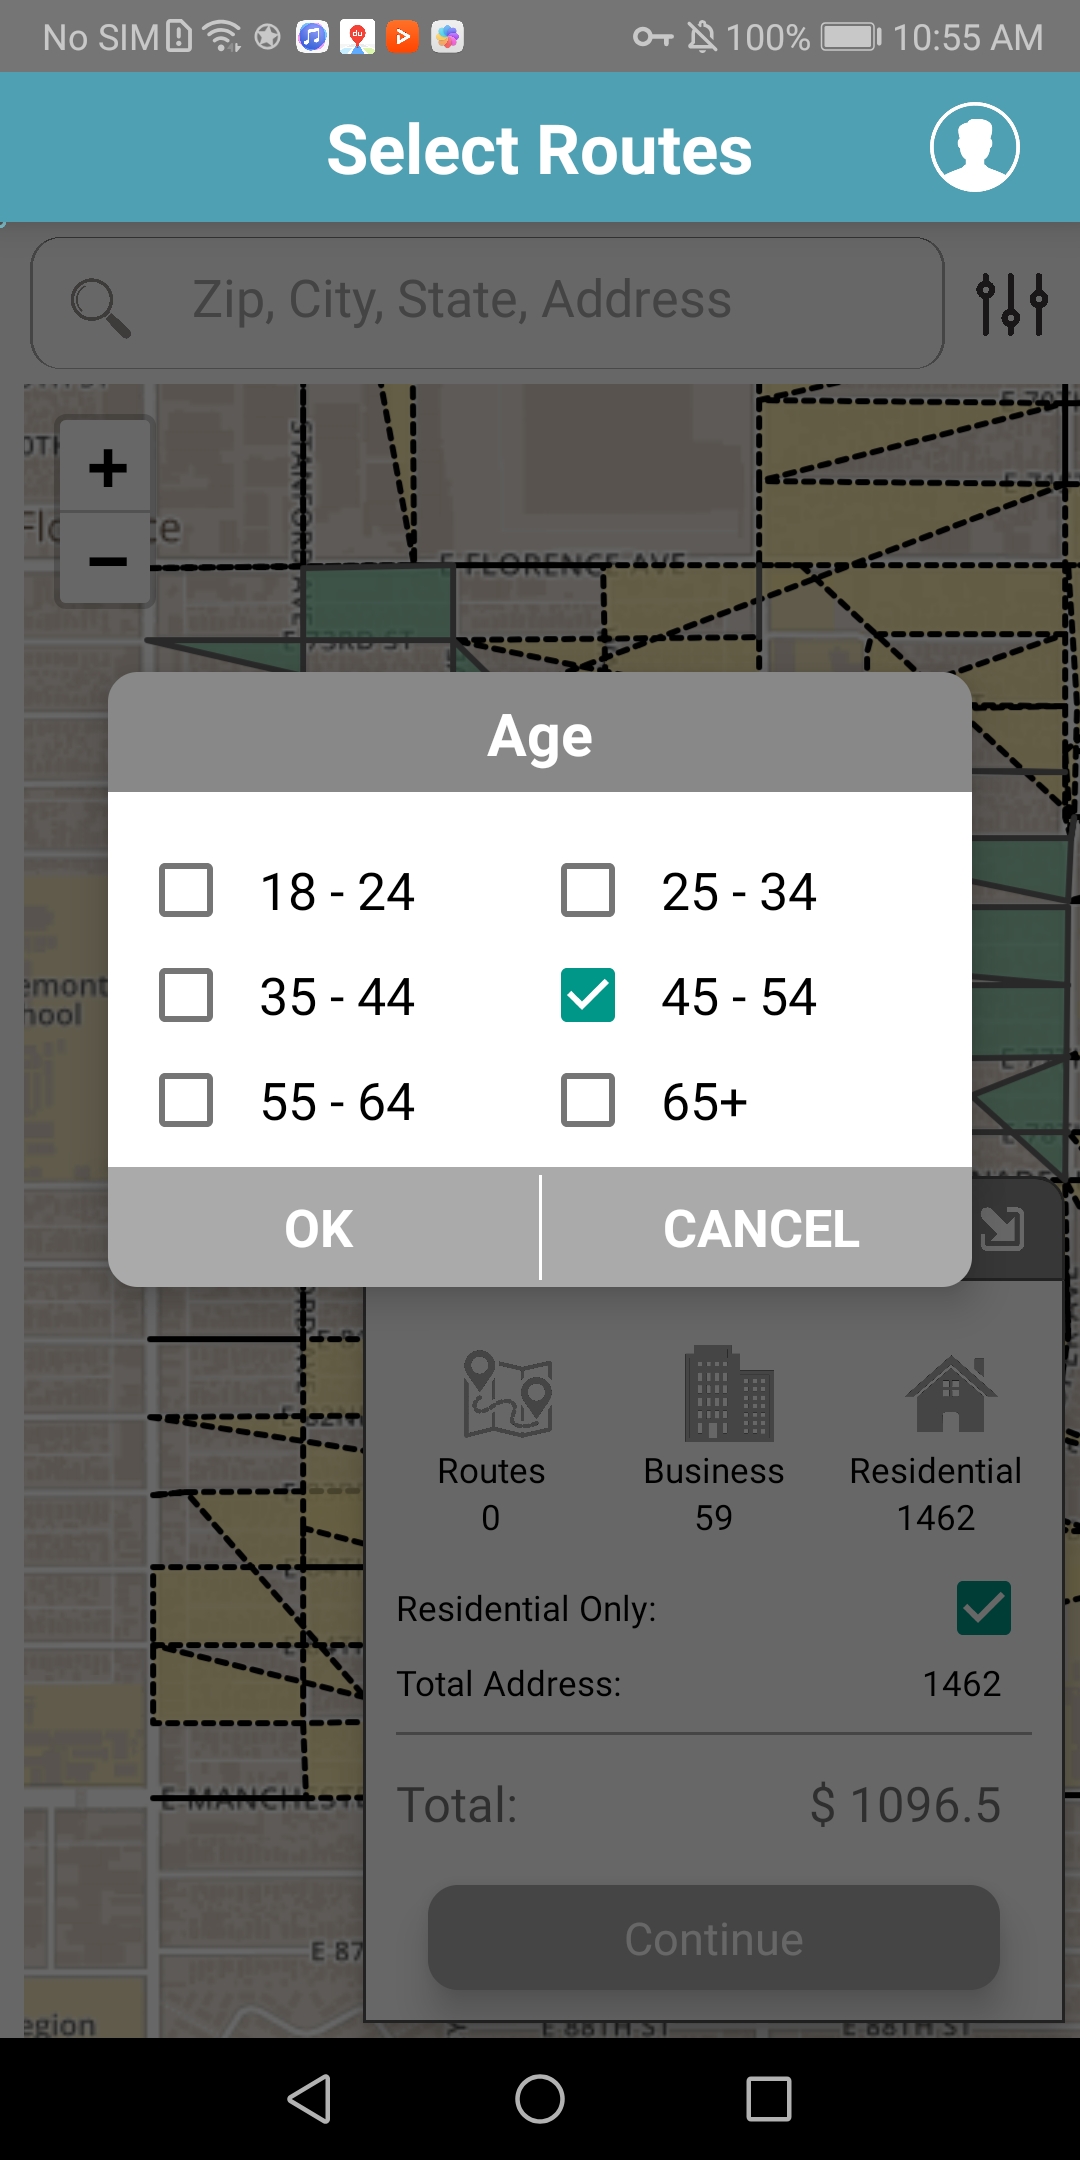 No SIM 100% 10:55 AM
Select Routes
Zip, City, State, Address
+
−
E FLORENCE AVE
E 73RD ST
Age
18 - 24
25 - 34
35 - 44
45 - 54
55 - 64
65+
OK
CANCEL
Routes
0
Business
59
Residential
1462
Residential Only:
Total Address:
1462
Total:
$ 1096.5
Continue
E 87
egion
E 88TH ST
E 88TH ST